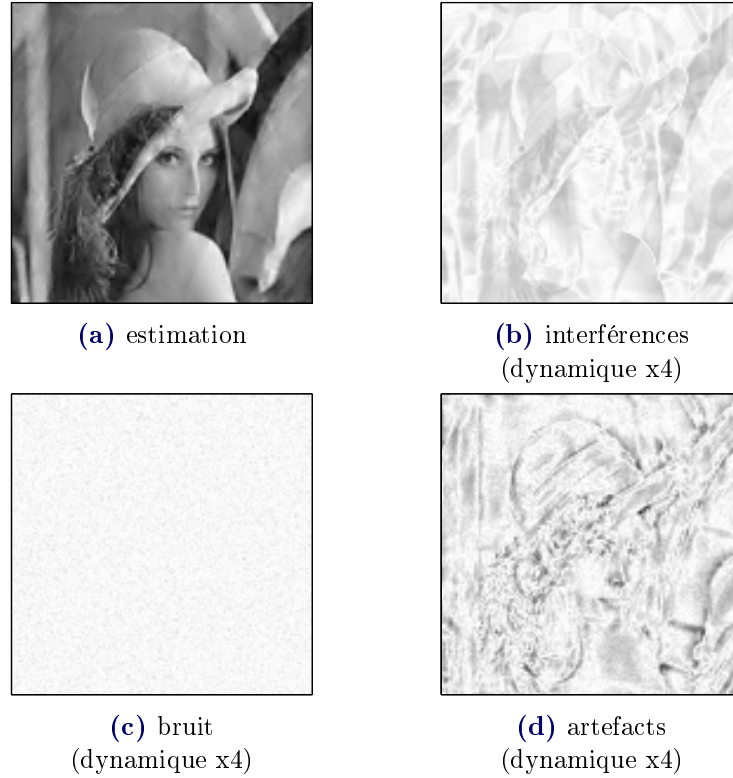 (a) estimation
(b) interférences
(dynamique x4)
(c) bruit
(dynamique x4)
(d) artefacts
(dynamique x4)